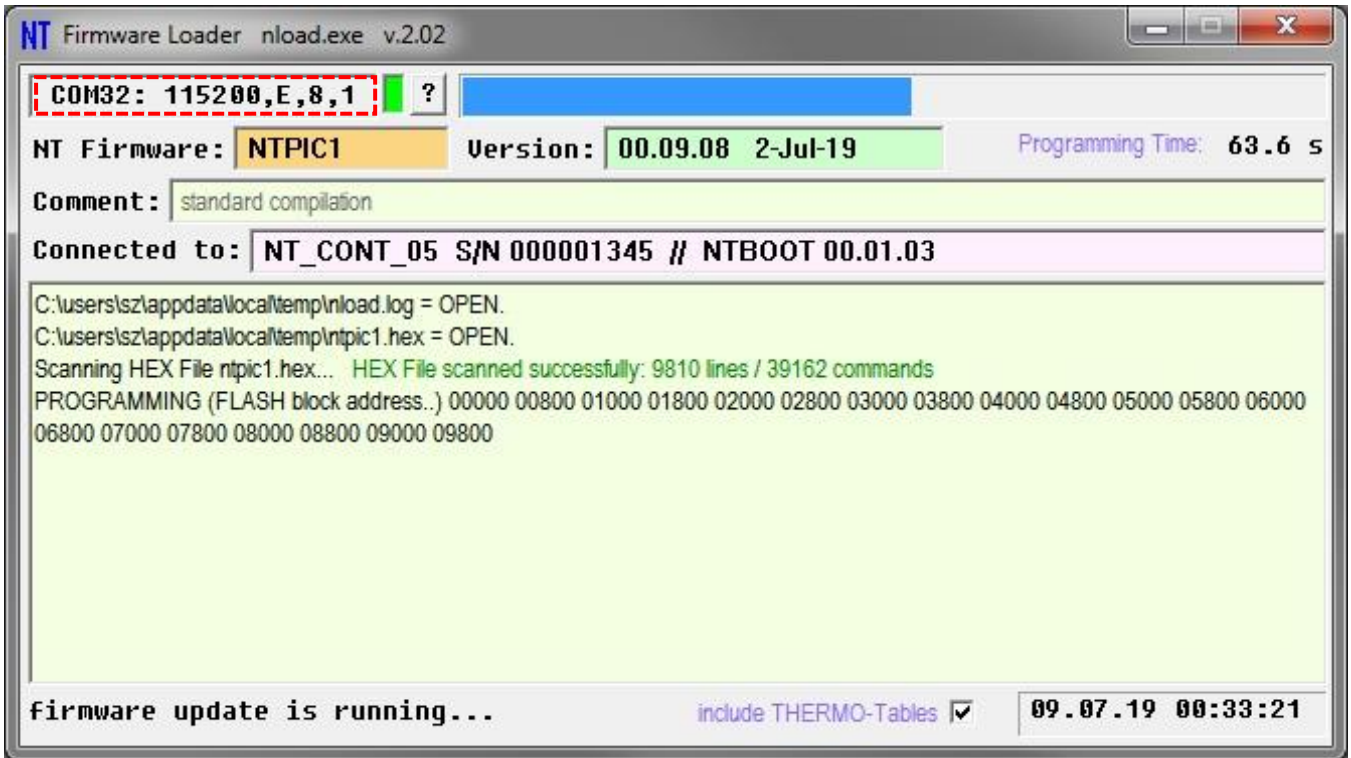 NT Firmware Loader nload.exe v.2.02
COM32: 115200,E,8,1 ?
NT Firmware: NTPIC1 Version: 00.09.08 2-Jul-19 Programming Time: 63.6 s
Comment: standard compilation
Connected to: NT_CONT_05 S/N 000001345 // NTBOOT 00.01.03
C:\users\sz\appdata\local\temp\nload.log = OPEN.
C:\users\sz\appdata\local\temp\ntpic1.hex = OPEN.
Scanning HEX File ntpic1.hex... HEX File scanned successfully: 9810 lines / 39162 commands
PROGRAMMING (FLASH block address..) 00000 00800 01000 01800 02000 02800 03000 03800 04000 04800 05000 05800 06000
06800 07000 07800 08000 08800 09000 09800
firmware update is running... include THERMO-Tables 09.07.19 00:33:21